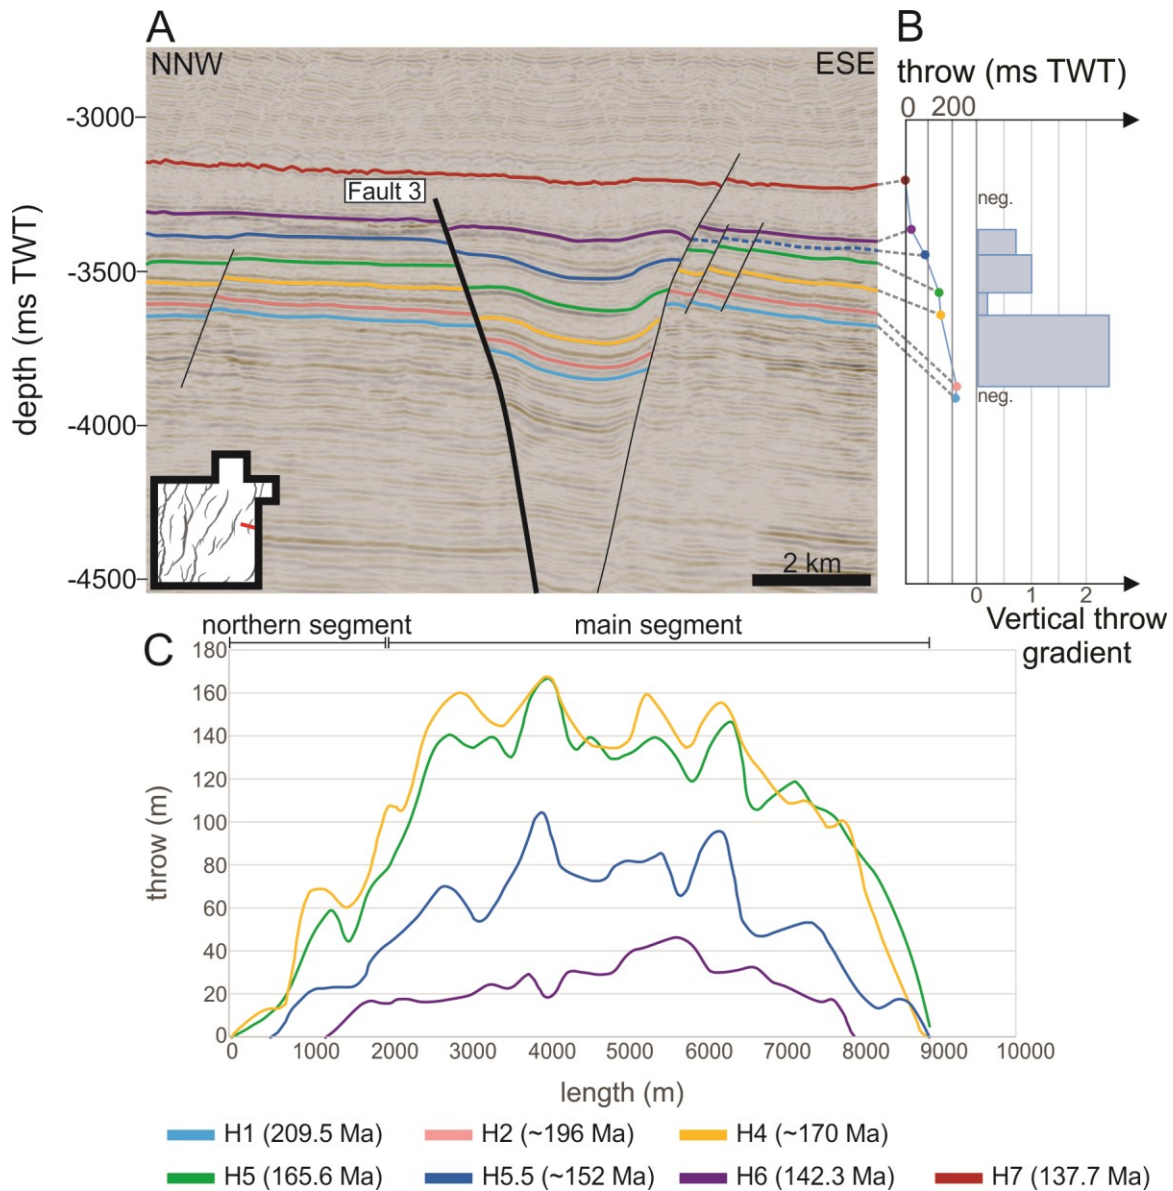 A
B
NNW
ESE
throw (ms TWT)
0 200
-3000
Fault 3
neg.
-3500
depth (ms TWT)
neg.
-4000
2 km
-4500
0 1 2
Vertical throw
gradient
northern segment
main segment
C
180
160
140
120
100
80
60
40
20
0
throw (m)
0 1000 2000 3000 4000 5000 6000 7000 8000 9000 10000
length (m)
H1 (209.5 Ma) H2 (~196 Ma) H4 (~170 Ma)
H5 (165.6 Ma) H5.5 (~152 Ma) H6 (142.3 Ma) H7 (137.7 Ma)